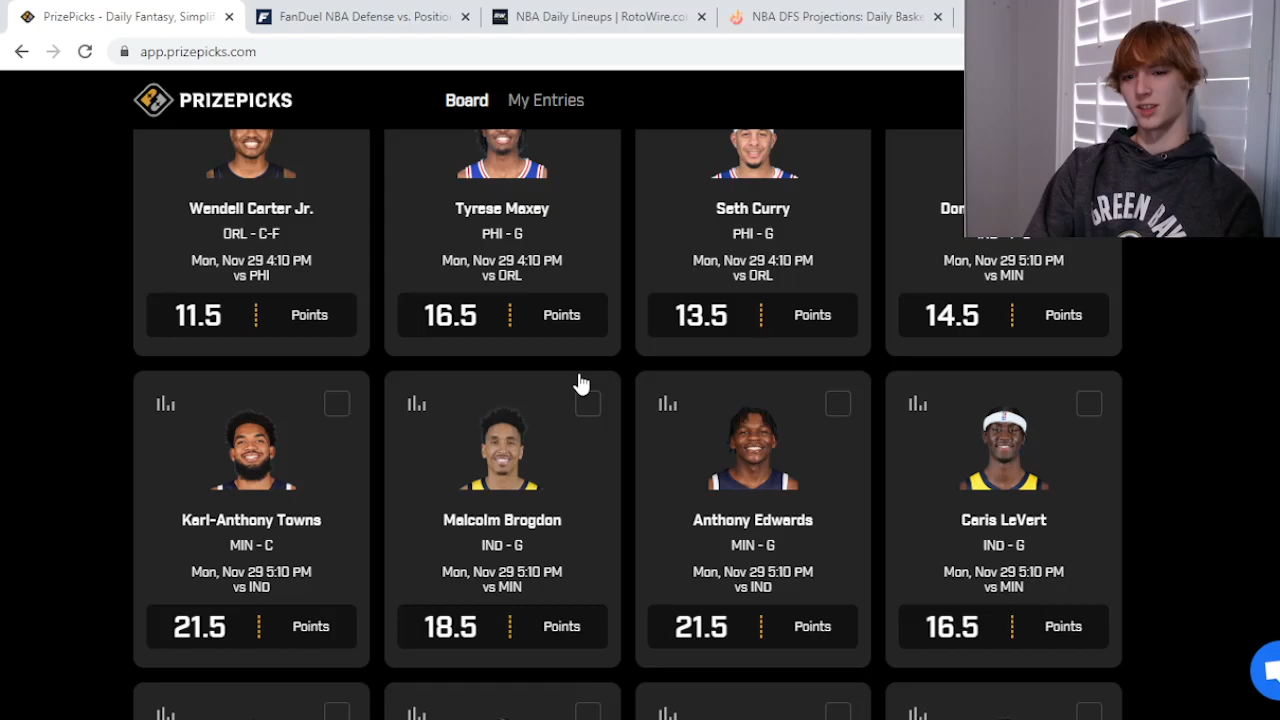 PrizePicks - Daily Fantasy, Simplif
FanDuel NBA Defense vs. Positio
NBA Daily Lineups | RotoWire.co
NBA DFS Projections: Daily Baske
app.prizepicks.com
PRIZEPICKS
Board
My Entries
Wendell Carter Jr.
ORL - C-F
Mon, Nov 29 4:10 PM
vs PHI
11.5 Points
Tyrese Maxey
PHI - G
Mon, Nov 29 4:10 PM
vs ORL
16.5 Points
Seth Curry
PHI - G
Mon, Nov 29 4:10 PM
vs ORL
13.5 Points
Mon, Nov 29 5:10 PM
vs MIN
14.5 Points
Karl-Anthony Towns
MIN - C
Mon, Nov 29 5:10 PM
vs IND
21.5 Points
Malcolm Brogdon
IND - G
Mon, Nov 29 5:10 PM
vs MIN
18.5 Points
Anthony Edwards
MIN - G
Mon, Nov 29 5:10 PM
vs IND
21.5 Points
Caris LeVert
IND - G
Mon, Nov 29 5:10 PM
vs MIN
16.5 Points
GREEN BAY